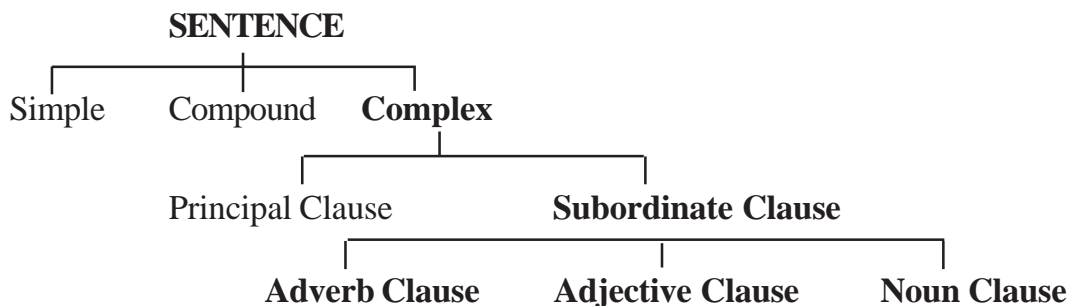 SENTENCE
Simple Compound Complex
Principal Clause Subordinate Clause
Adverb Clause Adjective Clause Noun Clause